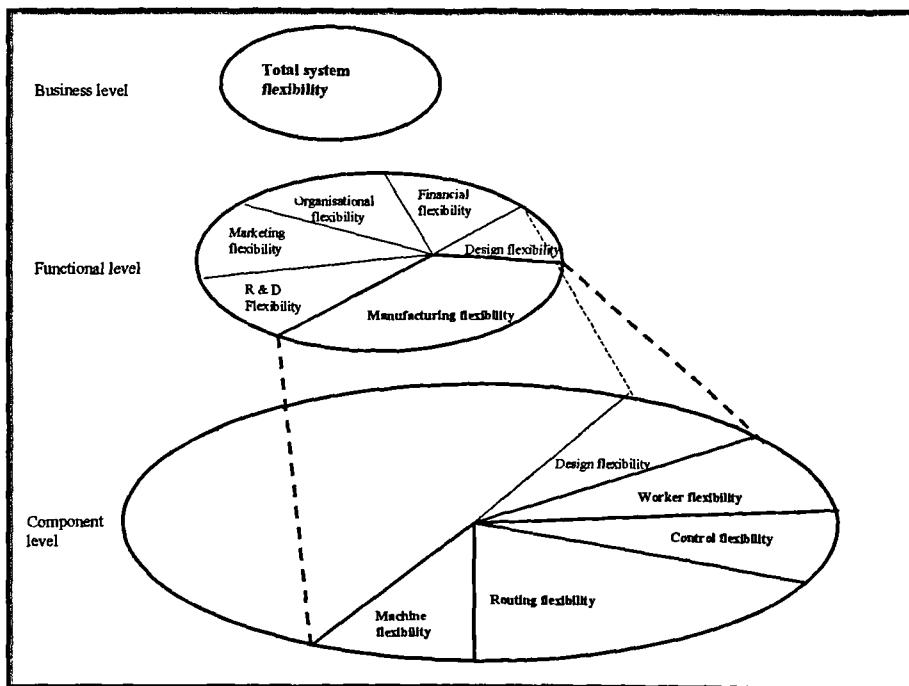 Total system
flexibility
Business level
Organisational
flexibility
Financial
flexibility
Marketing
flexibility
Design flexibility
Functional level
R & D
Flexibility
Manufacturing flexibility
Design flexibility
Worker flexibility
Component
level
Control flexibility
Routing flexibility
Machine
flexibility